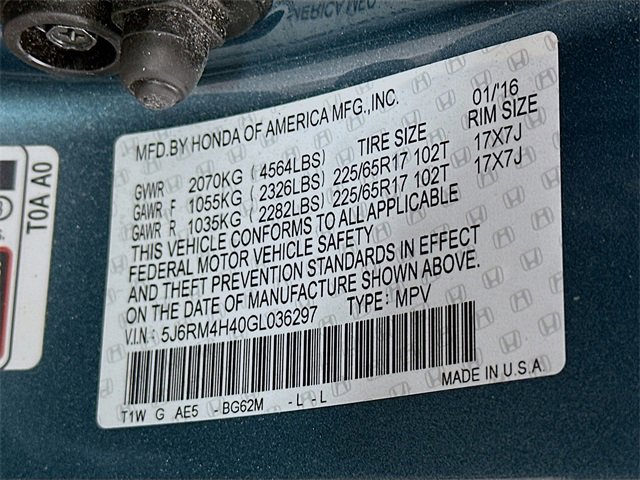 MFD.BY HONDA OF AMERICA MFG.,INC. 01/'16
TIRE SIZE RIM SIZE
GVWR 2070KG ( 4564LBS)
GAWR F 1055KG ( 2326LBS) 225/65R17 102T 17X7J
GAWR R 1035KG ( 2282LBS) 225/65R17 102T 17X7J
THIS VEHICLE CONFORMS TO ALL APPLICABLE
FEDERAL MOTOR VEHICLE SAFETY
AND THEFT PREVENTION STANDARDS IN EFFECT
ON THE DATE OF MANUFACTURE SHOWN ABOVE.
V.I.N.: 5J6RM4H40GL036297 TYPE: MPV
T1W G AE5 - BG62M - L - L MADE IN U.S.A.
T0A A0